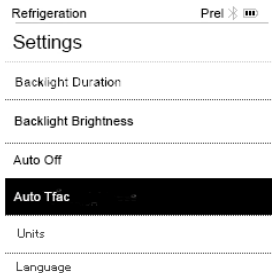 Refrigeration Prel
Settings
Backlight Duration
Backlight Brightness
Auto Off
Auto Tfac
Units
Language